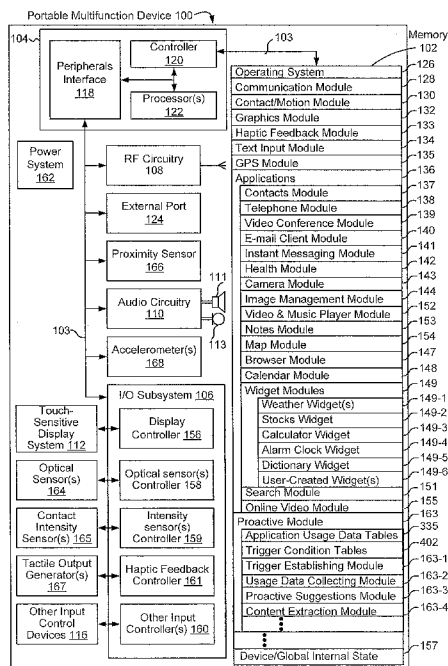 Portable Multifunction Device 100
104
Controller
120
Peripherals
Interface
118
Processor(s)
122
103
Memory
102
Power
System
162
RF Circuitry
108
External Port
124
Proximity
Sensor
166
Audio Circuitry
110
111
113
103
Accelerometer(s)
168
I/O Subsystem 106
Touch-
Sensitive
Display
System 112
Display
Controller 156
Optical
Sensor(s)
164
Optical sensor(s)
Controller 158
Contact
Intensity
Sensor(s) 165
Intensity
sensor(s)
Controller 159
Tactile Output
Generator(s)
167
Haptic Feedback
Controller 161
Other Input
Control
Devices 116
Other Input
Controller(s) 160
Operating System
126
Communication Module
128
Contact/Motion Module
130
Graphics Module
132
Haptic Feedback Module
133
Text Input Module
134
GPS Module
135
Applications
136
Contacts Module
137
Telephone Module
138
Video Conference Module
139
E-mail Client Module
140
Instant Messaging Module
141
Health Module
142
Camera Module
143
Image Management Module
144
Video & Music Player Module
152
Notes Module
153
Map Module
154
Browser Module
147
Calendar Module
148
Widget Modules
149
Weather Widget(s)
149-1
Stocks Widget
149-2
Calculator Widget
149-3
Alarm Clock Widget
149-4
Dictionary Widget
149-5
User-Created Widget(s)
149-6
Search Module
151
Online Video Module
155
Proactive Module
163
Application Usage Data Tables
335
Trigger Condition Tables
402
Trigger Establishing Module
163-1
Usage Data Collecting Module
163-2
Proactive Suggestions Module
163-3
Content Extraction Module
163-4
Device/Global Internal State
157